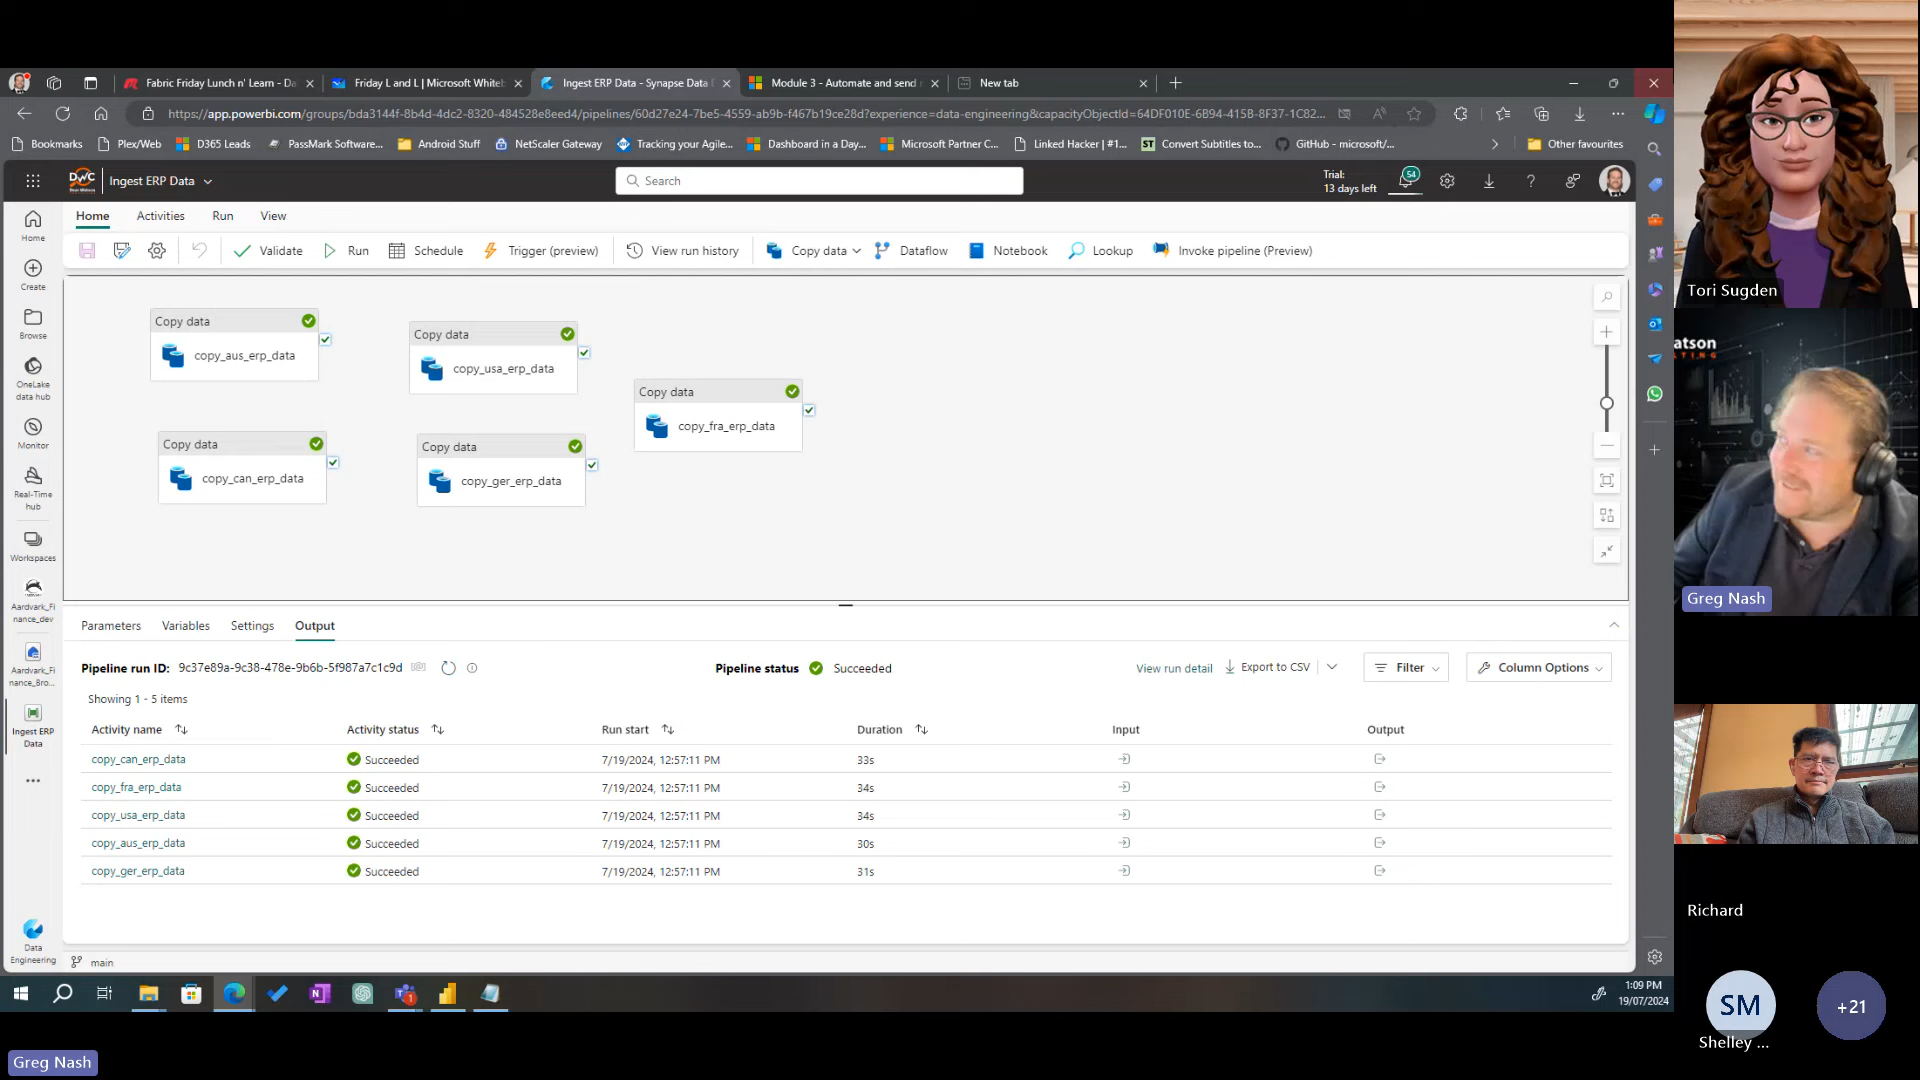 Fabric Friday Lunch n' Learn - Da
Friday L and L | Microsoft White
Ingest ERP Data - Synapse Data
Module 3 - Automate and send
New tab
https://app.powerbi.com/groups/bda3144f-8b4d-4dc2-8320-484528e8eed4/pipelines/60d27e24-7be5-4559-ab9b-f467b19ce28d?experience=data-engineering&capacityObjectId=64DF010E-6B94-415B-8F37-1C82...
Bookmarks
Plex/Web
D365 Leads
PassMark Software...
Android Stuff
NetScaler Gateway
Tracking your Agile...
Dashboard in a Day...
Microsoft Partner C...
Linked Hacker | #1...
ST
Convert Subtitles to...
GitHub - microsoft/...
Other favourites
DWC
Ingest ERP Data
Search
Trial:
13 days left
54
Home
Activities
Run
View
Validate
Run
Schedule
Trigger (preview)
View run history
Copy data
Dataflow
Notebook
Lookup
Invoke pipeline (Preview)
Home
Create
Browse
OneLake
data hub
Monitor
Real-Time
hub
Workspaces
Aardvark_Fi
nance_dev
Aardvark_Fi
nance_Bro...
Ingest ERP
Data
Data
Engineering
Copy data
copy_aus_erp_data
Copy data
copy_usa_erp_data
Copy data
copy_fra_erp_data
Copy data
copy_can_erp_data
Copy data
copy_ger_erp_data
Parameters
Variables
Settings
Output
Pipeline run ID: 9c37e89a-9c38-478e-9b6b-5f987a7c1c9d
Pipeline status Succeeded
View run detail
Export to CSV
Filter
Column Options
Showing 1 - 5 items
Activity name
Activity status
Run start
Duration
Input
Output
copy_can_erp_data Succeeded 7/19/2024, 12:57:11 PM 33s
copy_fra_erp_data Succeeded 7/19/2024, 12:57:11 PM 34s
copy_usa_erp_data Succeeded 7/19/2024, 12:57:11 PM 34s
copy_aus_erp_data Succeeded 7/19/2024, 12:57:11 PM 30s
copy_ger_erp_data Succeeded 7/19/2024, 12:57:11 PM 31s
main
1:09 PM
19/07/2024
Tori Sugden
atson
Greg Nash
Richard
SM
+21
Shelley ...
Greg Nash